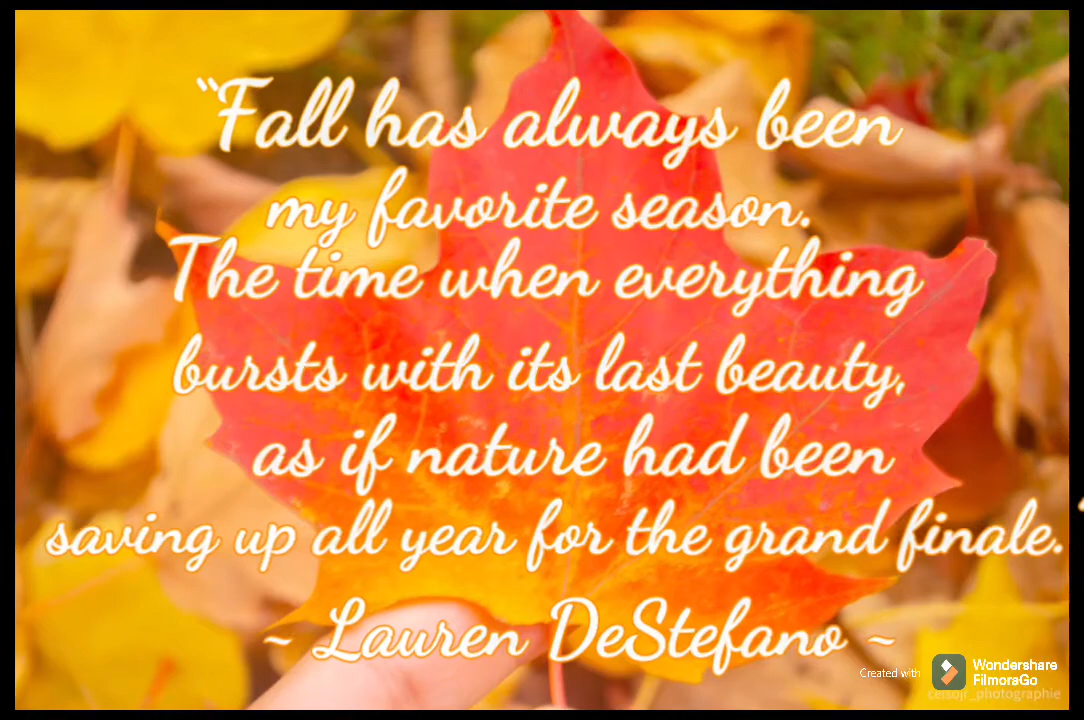 “Fall has always been
my favorite season.
The time when everything
bursts with its last beauty,
as if nature had been
saving up all year for the grand finale.
~ Lauren DeStefano ~
Created with Wondershare
FilmoraGo
celsojr_photographie